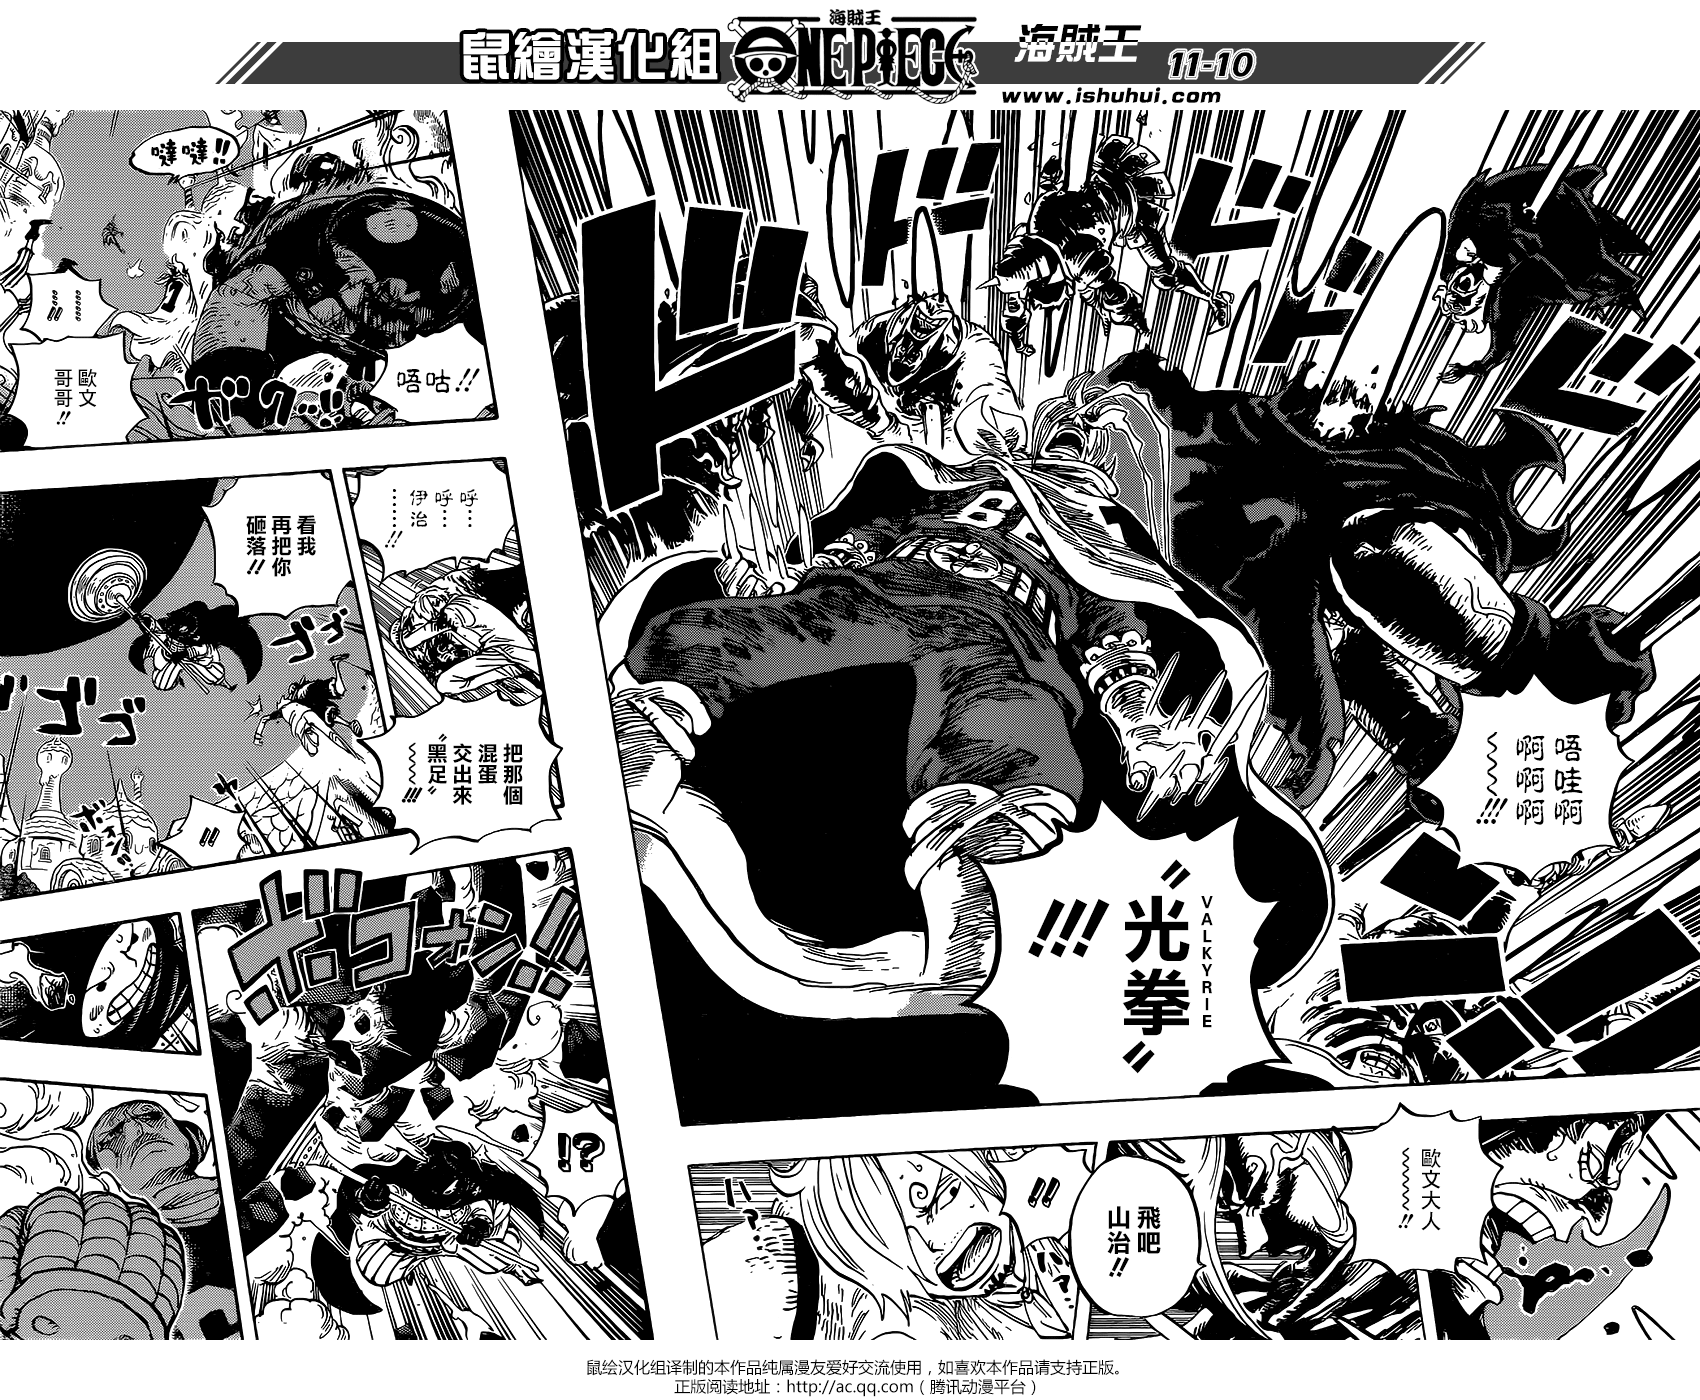 鼠繪漢化組
海賊王
ONE PIECE
海賊王
11-10
www.ishuhui.com
ドドドドドド
唔哇啊
啊啊啊
～～～!!!
VALKYRIE
〝光拳〞
!!!
歐文大人
～～～!!
飛吧
山治!!
!!
!?
!?
噠噠!!
唔咕!!
ガクッ!!
………!!
歐文
哥哥!!
呼…
呼…
伊治
……!!
把那個
混蛋
交出來
〝黑足〞
～～!!!
看我
再把你
砸落!!
ゴゴ
ゴゴゴ
!!
ボコォン!!
!?
鼠绘汉化组译制的本作品纯属漫友爱好交流使用，如喜欢本作品请支持正版。
正版阅读地址：http://ac.qq.com（腾讯动漫平台）